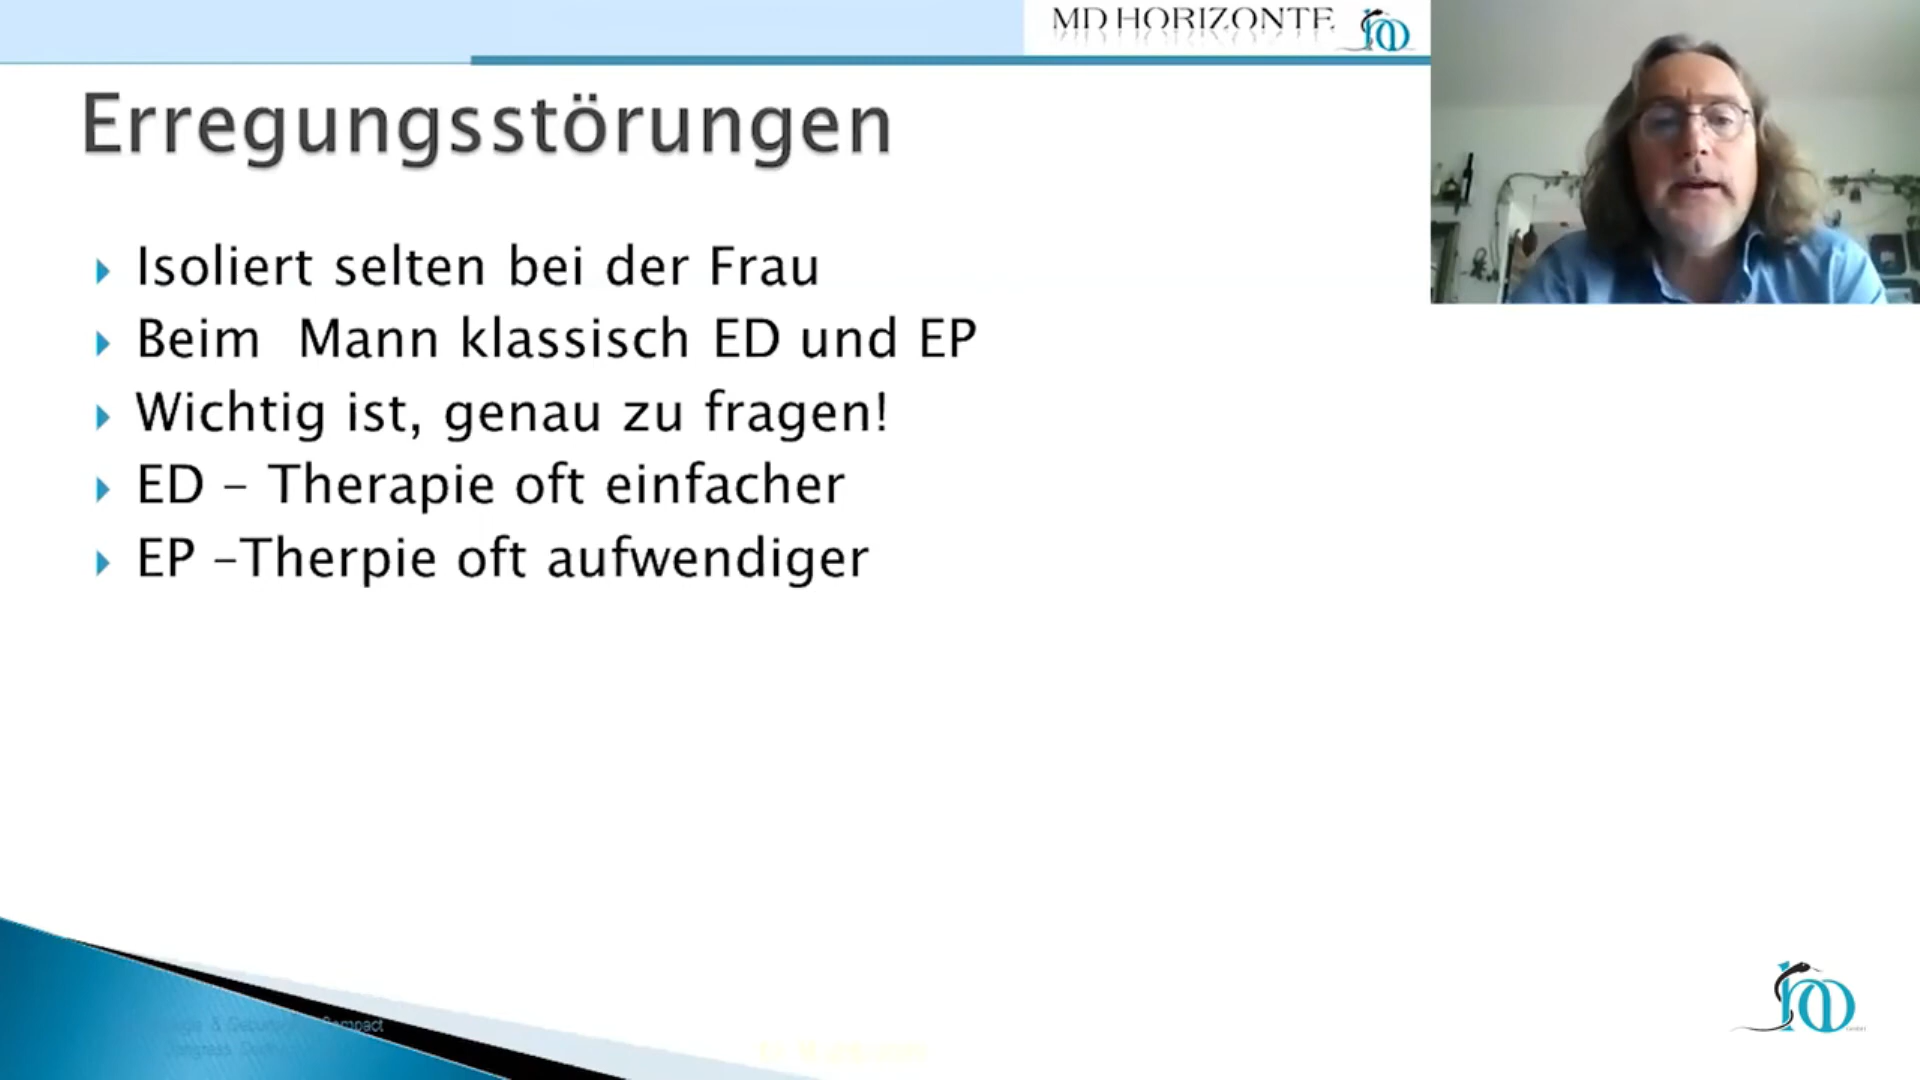 MD HORIZONTE
Erregungsstörungen
Isoliert selten bei der Frau
Beim  Mann klassisch ED und EP
Wichtig ist, genau zu fragen!
ED – Therapie oft einfacher
EP –Therpie oft aufwendiger